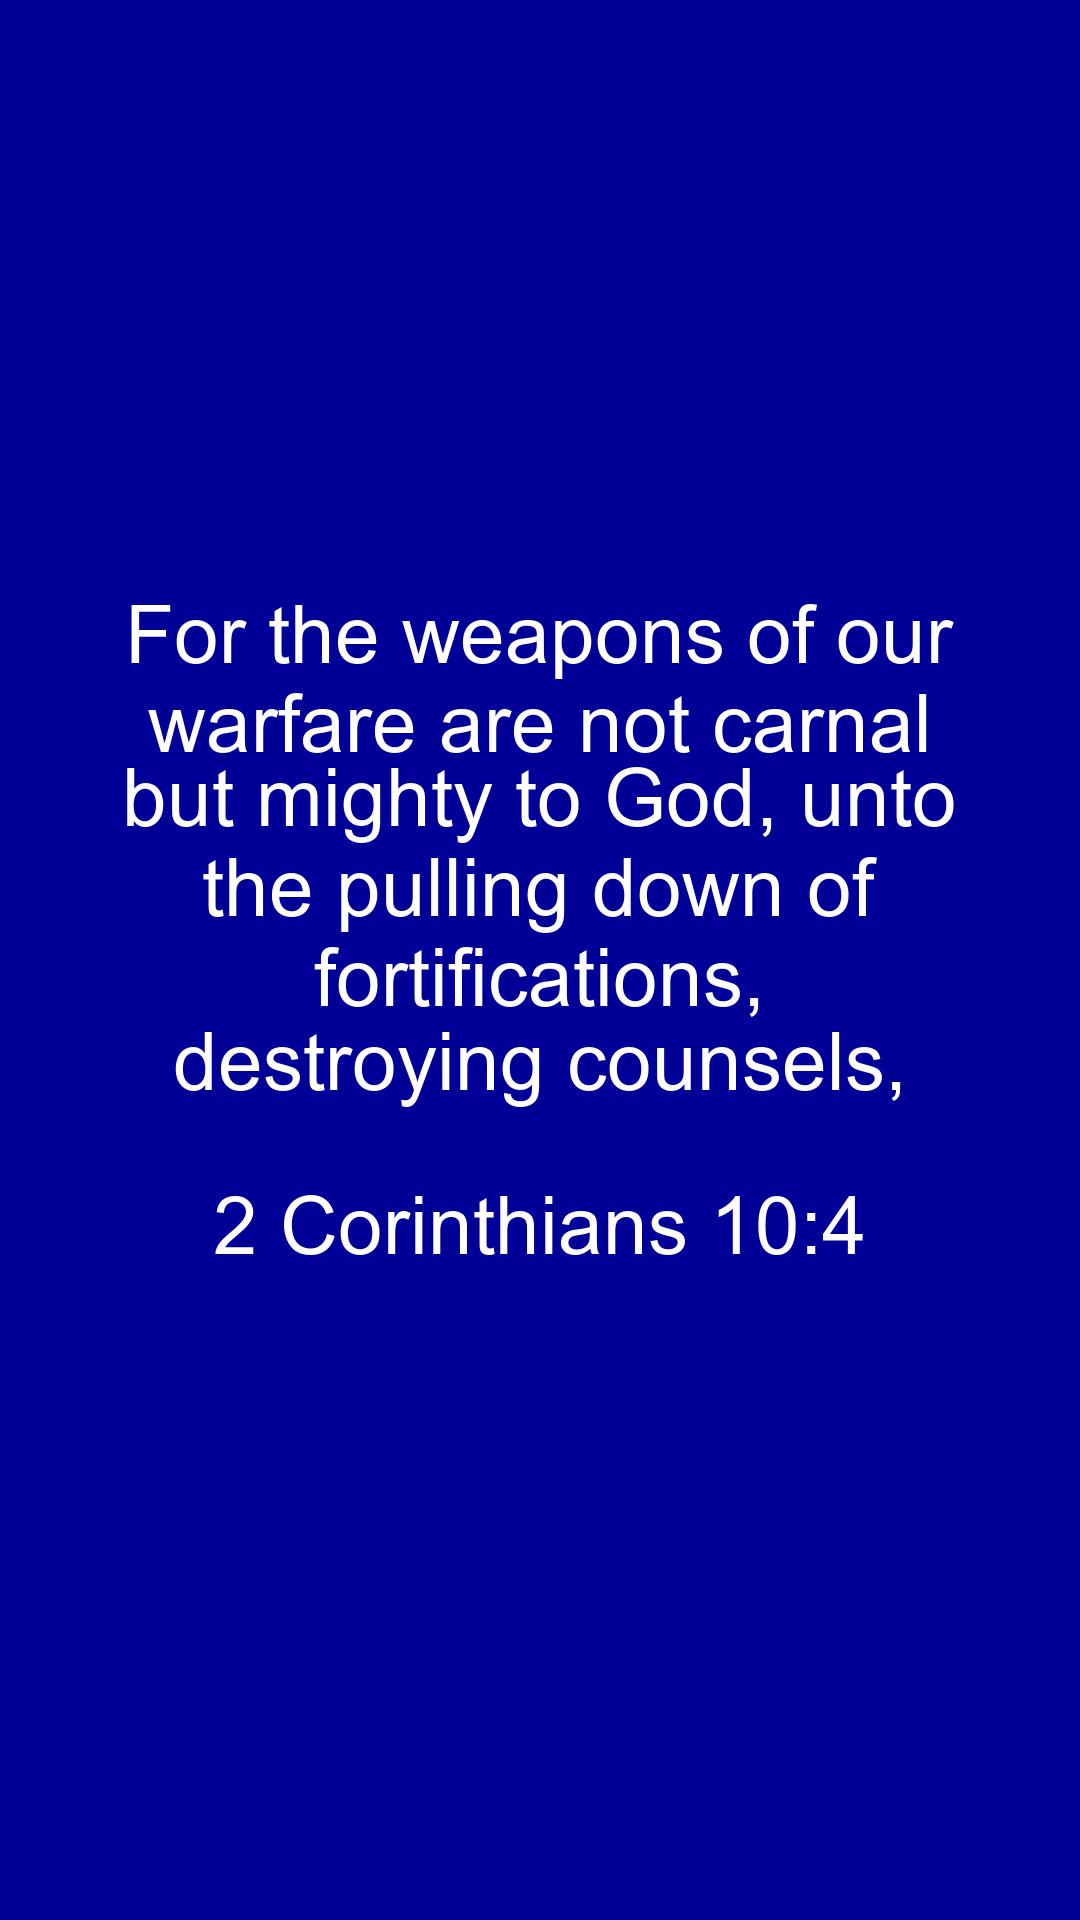 For the weapons of our
warfare are not carnal
but mighty to God, unto
the pulling down of
fortifications,
destroying counsels,
2 Corinthians 10:4